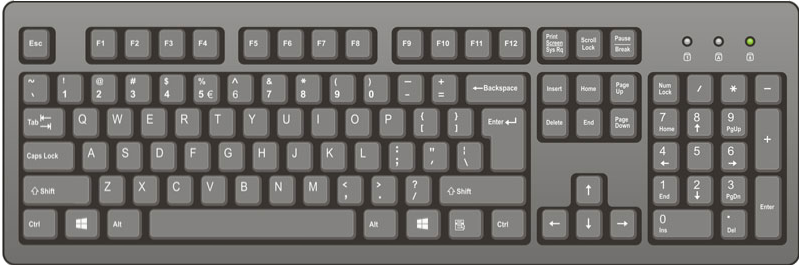 Esc F1 F2 F3 F4 F5 F6 F7 F8 F9 F10 F11 F12
Print
Screen
Sys Rq
Scroll
Lock
Pause
Break
~ ! @ # $ % ^ & * ( ) – +
` 1 2 3 4 5 € 6 7 8 9 0 – =
←Backspace
Insert Home
Page
Up
Num
Lock
/ * –
Tab Q W E R T Y U I O P { }
[ ]
Enter
Delete End
Page
Down
7 8 9 +
Home ↑ PgUp
Caps Lock A S D F G H J K L : " ¦
; , \
4 5 6
← →
⇧ Shift Z X C V B N M < > ? ⇧ Shift
, . /
↑
1 2 3
End ↓ PgDn
Enter
Ctrl Alt Alt Ctrl
← ↓ →
0 .
Ins Del